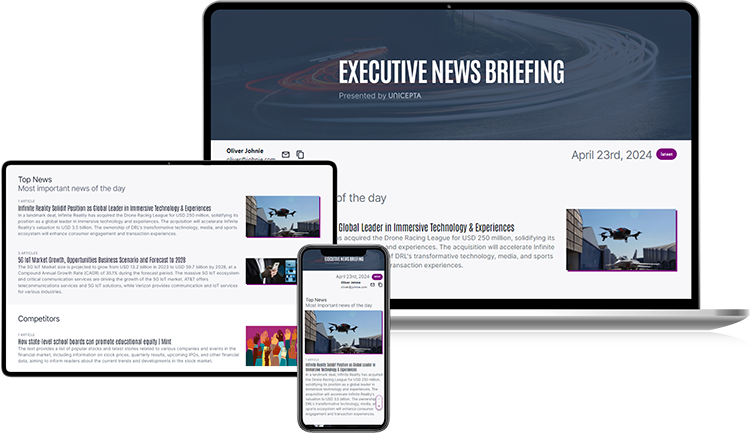 EXECUTIVE NEWS BRIEFING
Presented by UNICEPTA
Oliver Johnie
oliver@johnie.com
April 23rd, 2024
latest
of the day
Global Leader in Immersive Technology & Experiences
as acquired the Drone Racing League for USD 250 million, solidifying its
and experiences. The acquisition will accelerate Infinite
of DRL's transformative technology, media, and sports
transaction experiences.
Top News
Most important news of the day
1 ARTICLE
Infinite Reality Solidif Position as Global Leader in Immersive Technology & Experiences
In a landmark deal, Infinite Reality has acquired the Drone Racing League for USD 250 million, solidifying its
position as a global leader in immersive technology and experiences. The acquisition will accelerate Infinite
Reality's valuation to USD 3.5 billion. The ownership of DRL's transformative technology, media, and sports
ecosystem will enhance consumer engagement and transaction experiences.
3 ARTICLES
5G IoT Market Growth, Opportunities Business Scenario and Forecast to 2028
The 5G IoT Market size is projected to grow from USD 13.2 billion in 2023 to USD 59.7 billion by 2028, at a
Compound Annual Growth Rate (CAGR) of 35.7% during the forecast period. The massive 5G IoT ecosystem
and critical communication services are driving the growth of the 5G IoT market. AT&T offers
telecommunications services and 5G IoT solutions, while Verizon provides communication and IoT services
for various industries.
Competitors
1 ARTICLE
How state-level school boards can promote educational equity | Mint
The text provides a list of popular stocks and latest stories related to various companies and events in the
financial market, including information on stock prices, quarterly results, upcoming IPOs, and other financial
data, aiming to inform readers about the current trends and developments in the stock market.
EXECUTIVE NEWS BRIEFING
April 23rd, 2024
Oliver Johnie
oliver@johnie.com
Top News
Most important news of the day
1 ARTICLE
Infinite Reality Solidif Position as Global Leader in
Immersive Technology & Experiences
In a landmark deal, Infinite Reality has acquired
the Drone Racing League for USD 250 million,
solidifying its position as a global leader in
immersive technology and experiences. The
acquisition will accelerate Infinite Reality's
valuation to USD 3.5 billion. The ownership of
DRL's transformative technology, media, and
sports ecosystem will enhance consumer
engagement and transaction experiences.